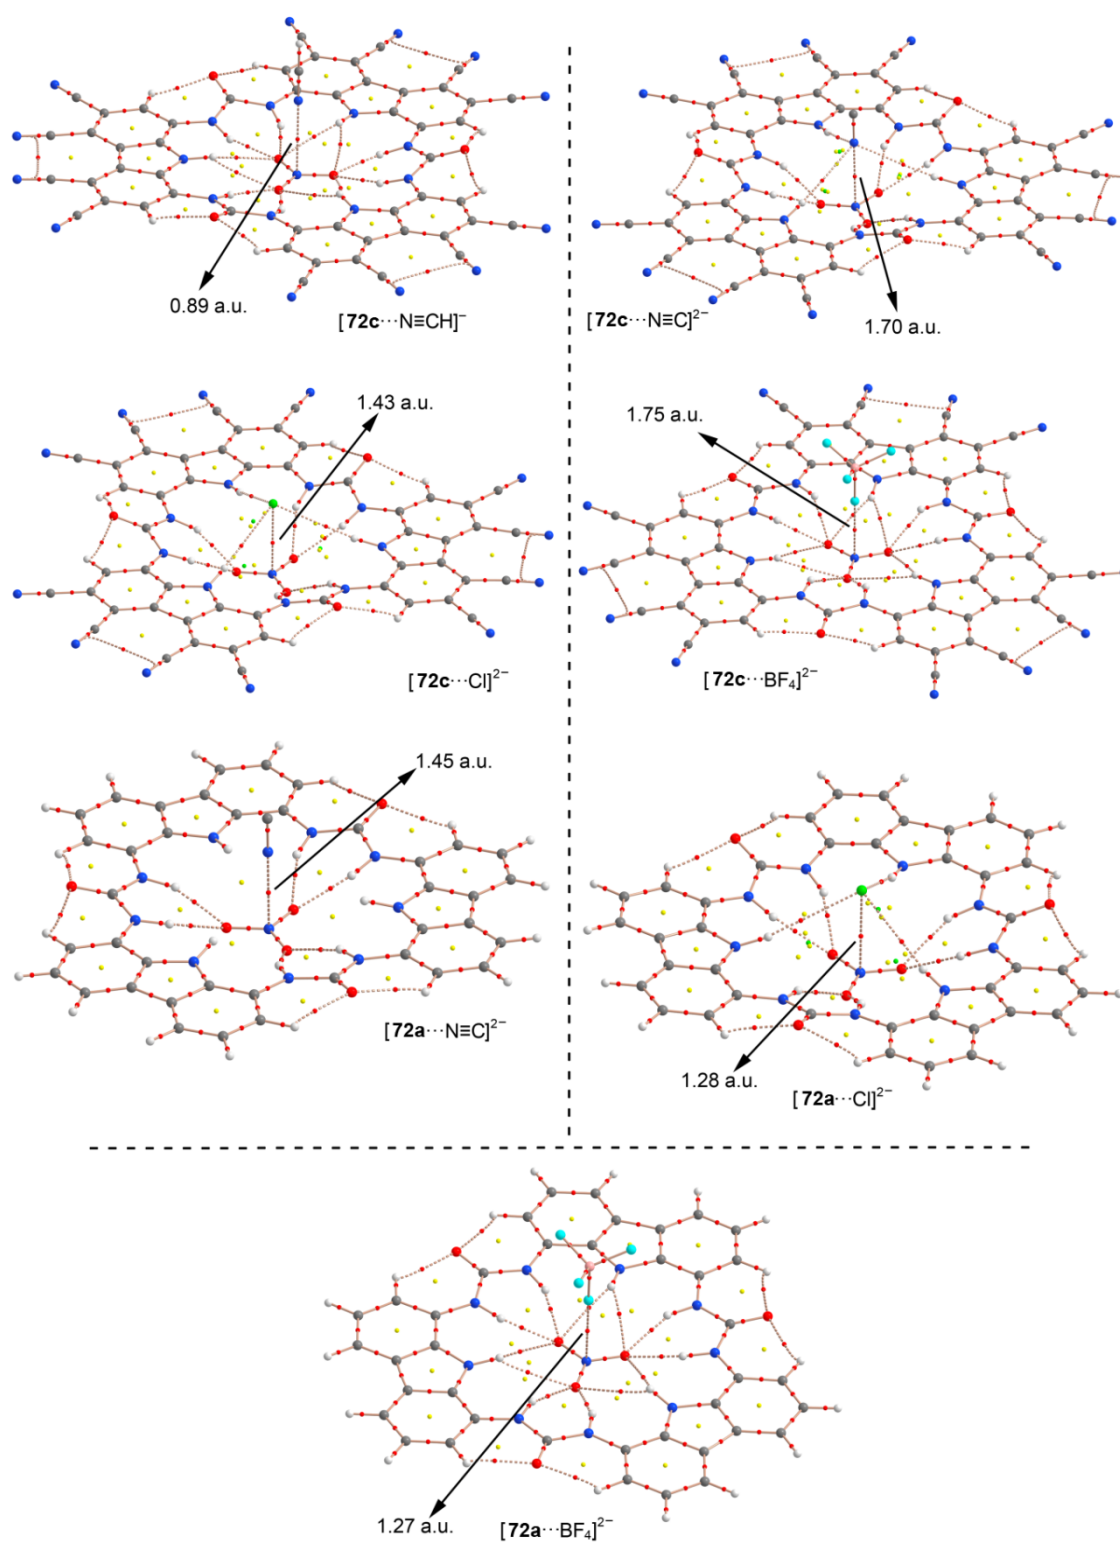 0.89 a.u.
[72c···N≡CH]⁻
1.70 a.u.
[72c···N≡C]²⁻
1.43 a.u.
[72c···Cl]²⁻
1.75 a.u.
[72c···BF₄]²⁻
1.45 a.u.
[72a···N≡C]²⁻
1.28 a.u.
[72a···Cl]²⁻
1.27 a.u.
[72a···BF₄]²⁻